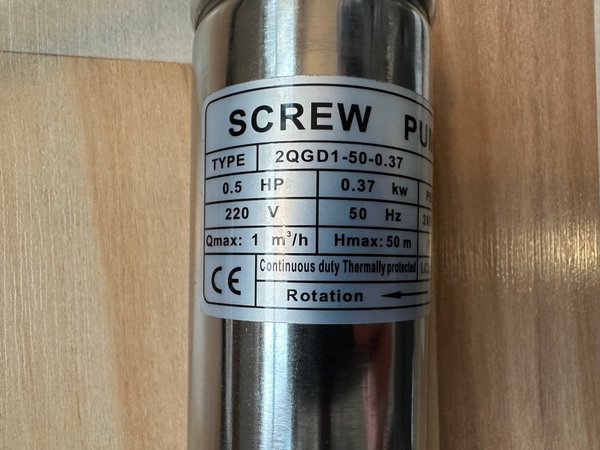 SCREW
TYPE 2QGD1-50-0.37
0.5 HP 0.37 kw
220 V 50 Hz
Qmax: 1 m³/h Hmax: 50 m
CE Continuous duty Thermally protected
Rotation